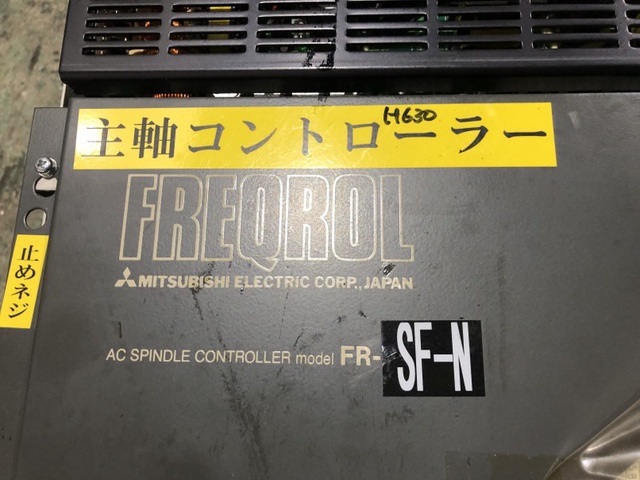 H630
主軸コントローラー
FREQROL
MITSUBISHI ELECTRIC CORP., JAPAN
止めネジ
AC SPINDLE CONTROLLER model FR-SF-N